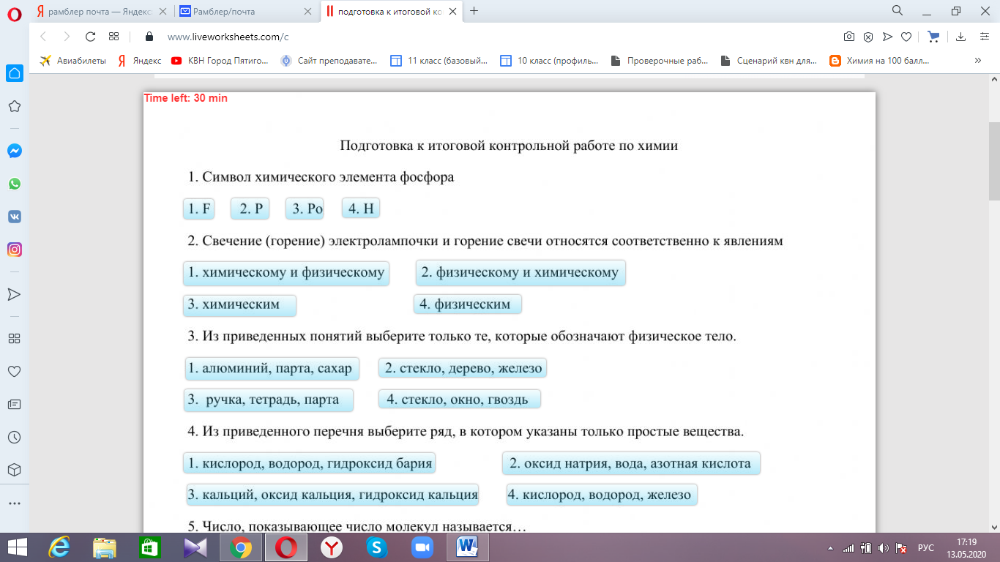 рамблер почта — Яндекс
Рамблер/почта
подготовка к итоговой ко
www.liveworksheets.com/c
Авиабилеты
Яндекс
КВН Город Пятиго...
Сайт преподавате...
11 класс (базовый...
10 класс (профиль...
Проверочные раб...
Сценарий квн для...
Химия на 100 балл...
Time left: 30 min
Подготовка к итоговой контрольной работе по химии
1. Символ химического элемента фосфора
1. F 2. P 3. Po 4. H
2. Свечение (горение) электролампочки и горение свечи относятся соответственно к явлениям
1. химическому и физическому 2. физическому и химическому
3. химическим 4. физическим
3. Из приведенных понятий выберите только те, которые обозначают физическое тело.
1. алюминий, парта, сахар 2. стекло, дерево, железо
3. ручка, тетрадь, парта 4. стекло, окно, гвоздь
4. Из приведенного перечня выберите ряд, в котором указаны только простые вещества.
1. кислород, водород, гидроксид бария 2. оксид натрия, вода, азотная кислота
3. кальций, оксид кальция, гидроксид кальция 4. кислород, водород, железо
5. Число, показывающее число молекул называется…
РУС
17:19
13.05.2020